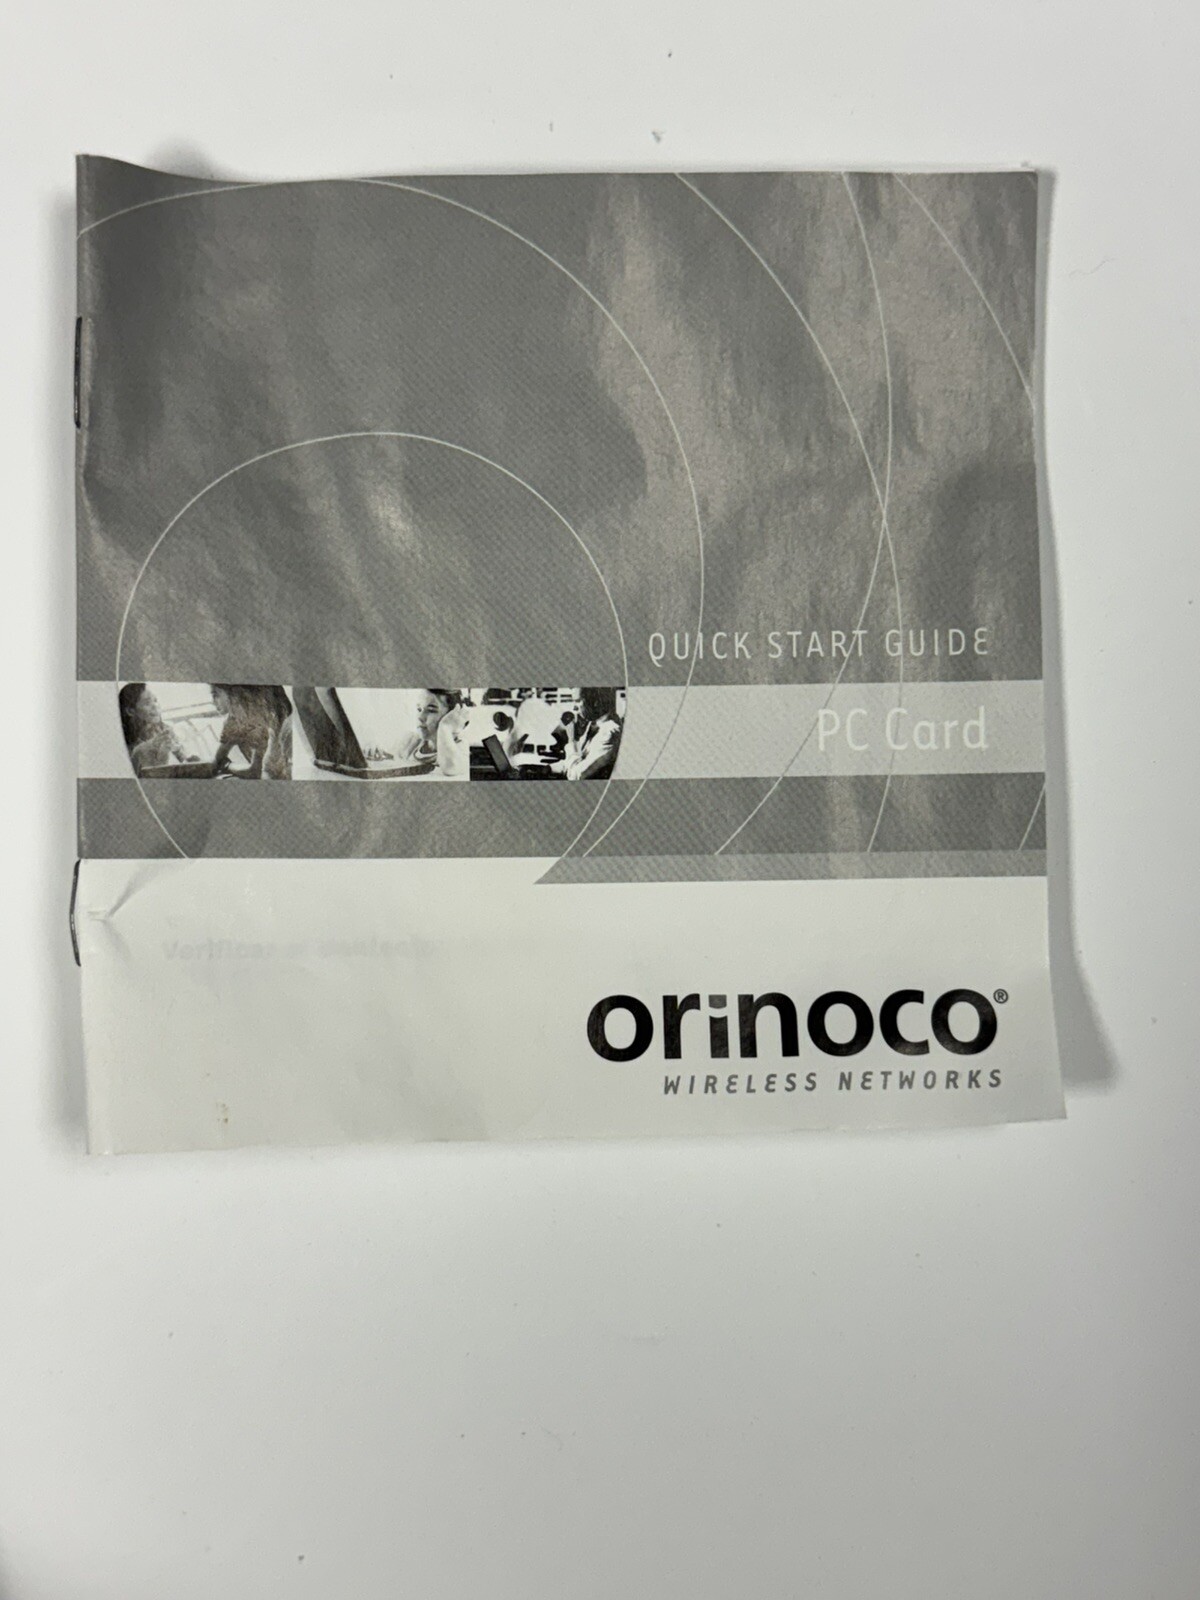 QUICK START GUIDE
PC Card
orinoco®
WIRELESS NETWORKS